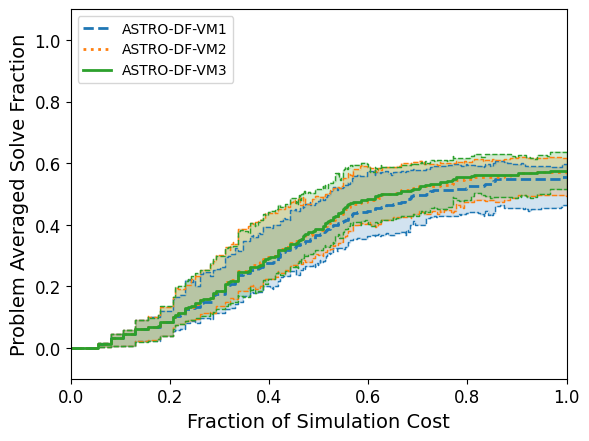 ASTRO-DF-VM1
ASTRO-DF-VM2
ASTRO-DF-VM3
Problem Averaged Solve Fraction
1.0
0.8
0.6
0.4
0.2
0.0
0.0 0.2 0.4 0.6 0.8 1.0
Fraction of Simulation Cost